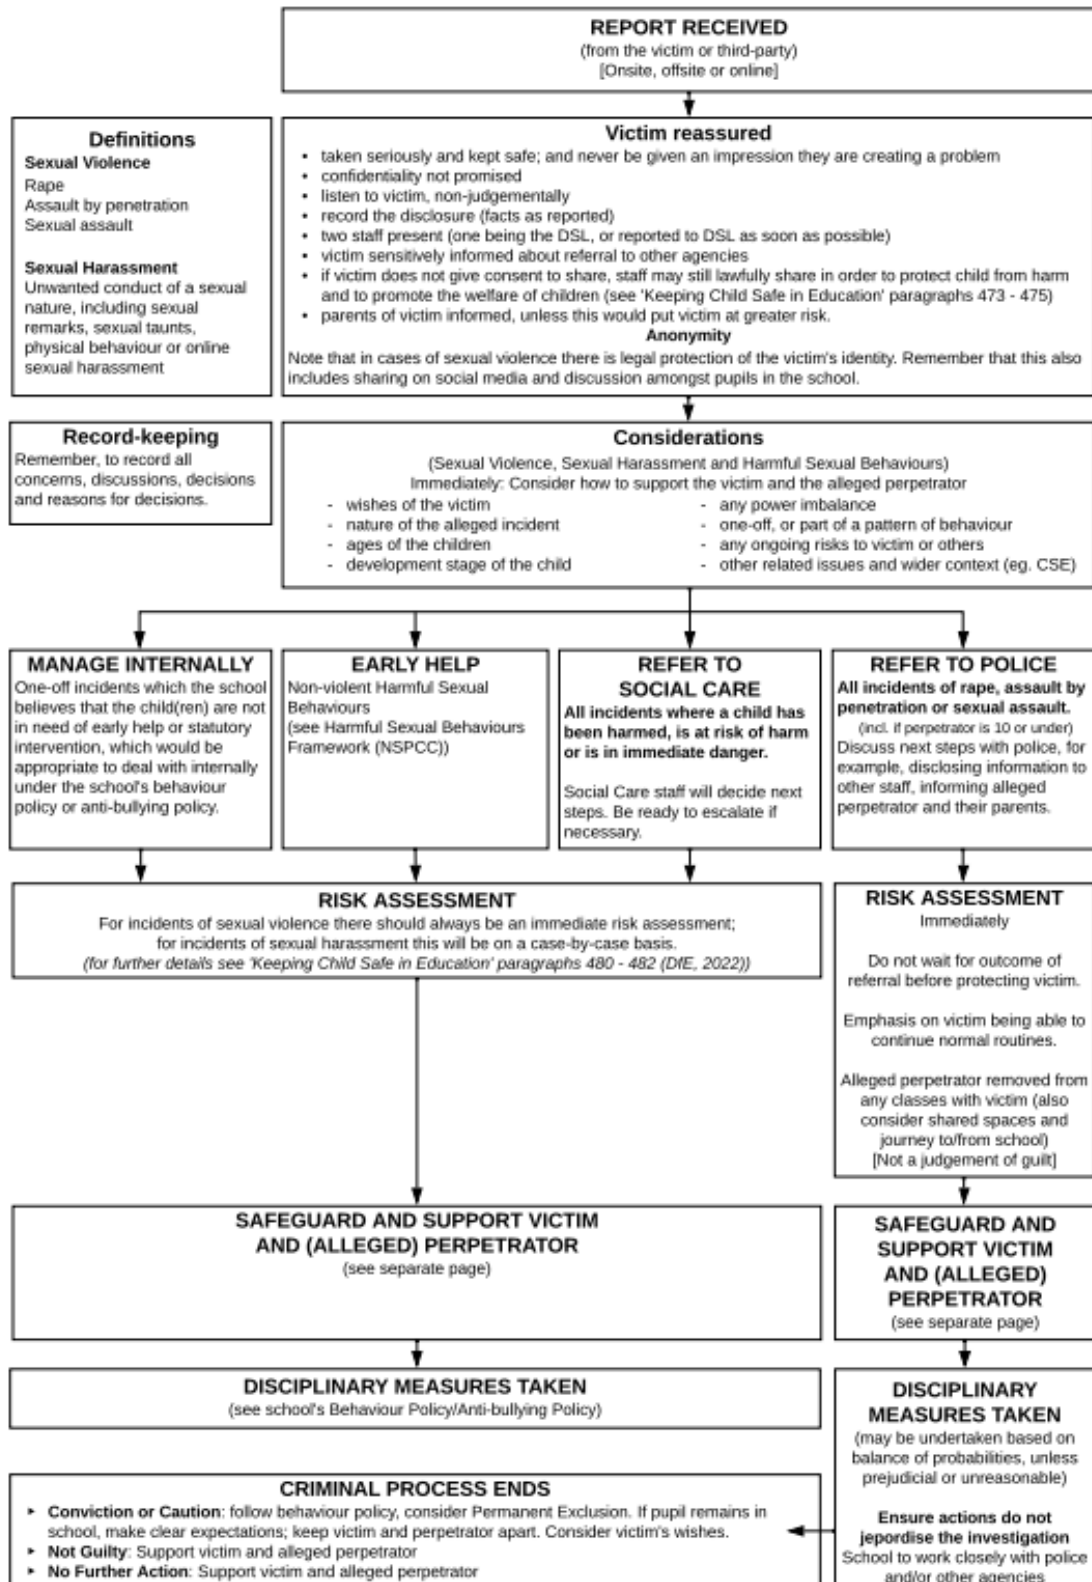 REPORT RECEIVED
(from the victim or third-party)
[Onsite, offsite or online]
Definitions
Sexual Violence
Rape
Assault by penetration
Sexual assault
Sexual Harassment
Unwanted conduct of a sexual
nature, including sexual
remarks, sexual taunts,
physical behaviour or online
sexual harassment
Victim reassured
• taken seriously and kept safe; and never be given an impression they are creating a problem
• confidentiality not promised
• listen to victim, non-judgementally
• record the disclosure (facts as reported)
• two staff present (one being the DSL, or reported to DSL as soon as possible)
• victim sensitively informed about referral to other agencies
• if victim does not give consent to share, staff may still lawfully share in order to protect child from harm
and to promote the welfare of children (see 'Keeping Child Safe in Education' paragraphs 473 - 475)
• parents of victim informed, unless this would put victim at greater risk.
Anonymity
Note that in cases of sexual violence there is legal protection of the victim's identity. Remember that this also
includes sharing on social media and discussion amongst pupils in the school.
Record-keeping
Remember, to record all
concerns, discussions, decisions
and reasons for decisions.
Considerations
(Sexual Violence, Sexual Harassment and Harmful Sexual Behaviours)
Immediately: Consider how to support the victim and the alleged perpetrator
- wishes of the victim
- nature of the alleged incident
- ages of the children
- development stage of the child
- any power imbalance
- one-off, or part of a pattern of behaviour
- any ongoing risks to victim or others
- other related issues and wider context (eg. CSE)
MANAGE INTERNALLY
One-off incidents which the school
believes that the child(ren) are not
in need of early help or statutory
intervention, which would be
appropriate to deal with internally
under the school's behaviour
policy or anti-bullying policy.
EARLY HELP
Non-violent Harmful Sexual
Behaviours
(see Harmful Sexual Behaviours
Framework (NSPCC))
REFER TO
SOCIAL CARE
All incidents where a child has
been harmed, is at risk of harm
or is in immediate danger.
Social Care staff will decide next
steps. Be ready to escalate if
necessary.
REFER TO POLICE
All incidents of rape, assault by
penetration or sexual assault.
(incl. if perpetrator is 10 or under)
Discuss next steps with police, for
example, disclosing information to
other staff, informing alleged
perpetrator and their parents.
RISK ASSESSMENT
For incidents of sexual violence there should always be an immediate risk assessment;
for incidents of sexual harassment this will be on a case-by-case basis.
(for further details see 'Keeping Child Safe in Education' paragraphs 480 - 482 (DfE, 2022))
RISK ASSESSMENT
Immediately
Do not wait for outcome of
referral before protecting victim.
Emphasis on victim being able to
continue normal routines.
Alleged perpetrator removed from
any classes with victim (also
consider shared spaces and
journey to/from school)
[Not a judgement of guilt]
SAFEGUARD AND SUPPORT VICTIM
AND (ALLEGED) PERPETRATOR
(see separate page)
SAFEGUARD AND
SUPPORT VICTIM
AND (ALLEGED)
PERPETRATOR
(see separate page)
DISCIPLINARY MEASURES TAKEN
(see school's Behaviour Policy/Anti-bullying Policy)
DISCIPLINARY
MEASURES TAKEN
(may be undertaken based on
balance of probabilities, unless
prejudicial or unreasonable)
Ensure actions do not
jepordise the investigation
School to work closely with police
and/or other agencies
CRIMINAL PROCESS ENDS
▸ Conviction or Caution: follow behaviour policy, consider Permanent Exclusion. If pupil remains in
school, make clear expectations; keep victim and perpetrator apart. Consider victim's wishes.
▸ Not Guilty: Support victim and alleged perpetrator
▸ No Further Action: Support victim and alleged perpetrator